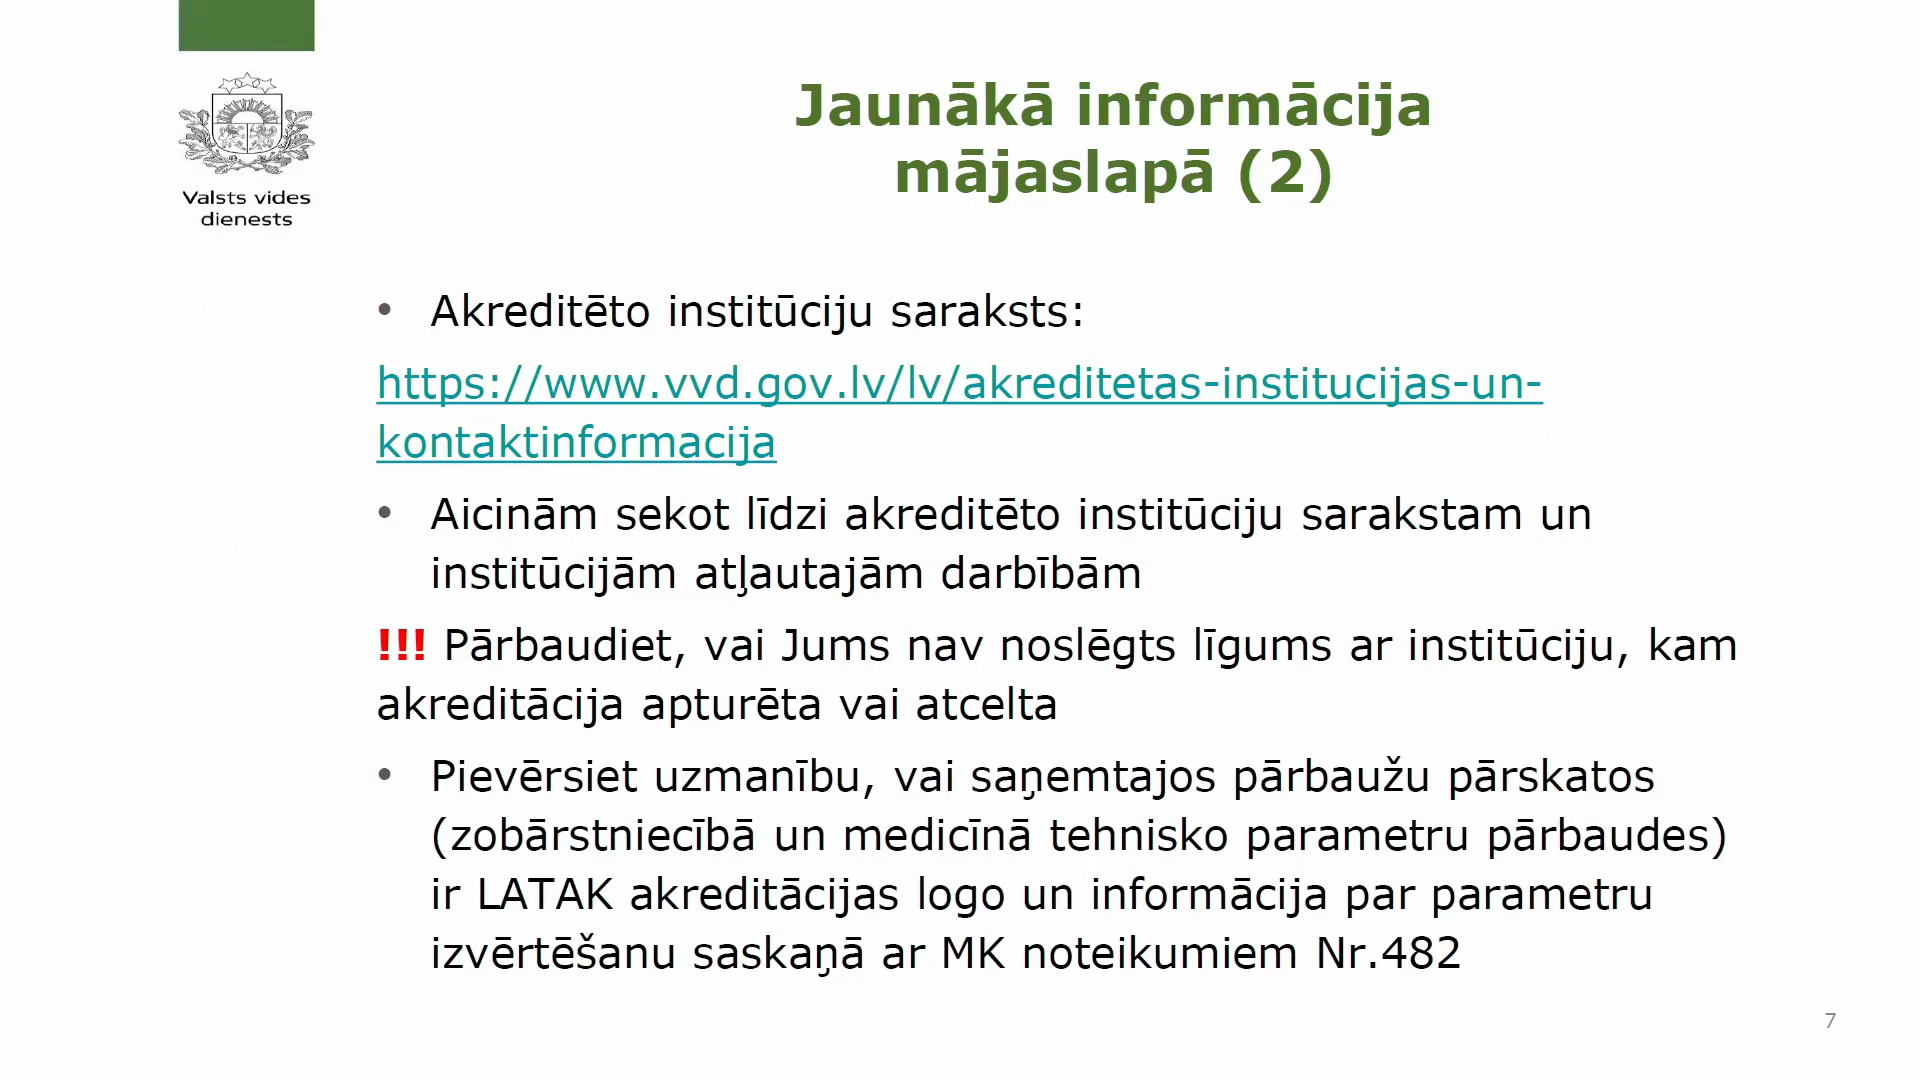 Valsts vides
dienests
Jaunākā informācija
mājaslapā (2)
• Akreditēto institūciju saraksts:
https://www.vvd.gov.lv/lv/akreditetas-institucijas-un-
kontaktinformacija
• Aicinām sekot līdzi akreditēto institūciju sarakstam un
institūcijām atļautajām darbībām
!!! Pārbaudiet, vai Jums nav noslēgts līgums ar institūciju, kam
akreditācija apturēta vai atcelta
• Pievērsiet uzmanību, vai saņemtajos pārbaužu pārskatos
(zobārstniecībā un medicīnā tehnisko parametru pārbaudes)
ir LATAK akreditācijas logo un informācija par parametru
izvērtēšanu saskaņā ar MK noteikumiem Nr.482
7